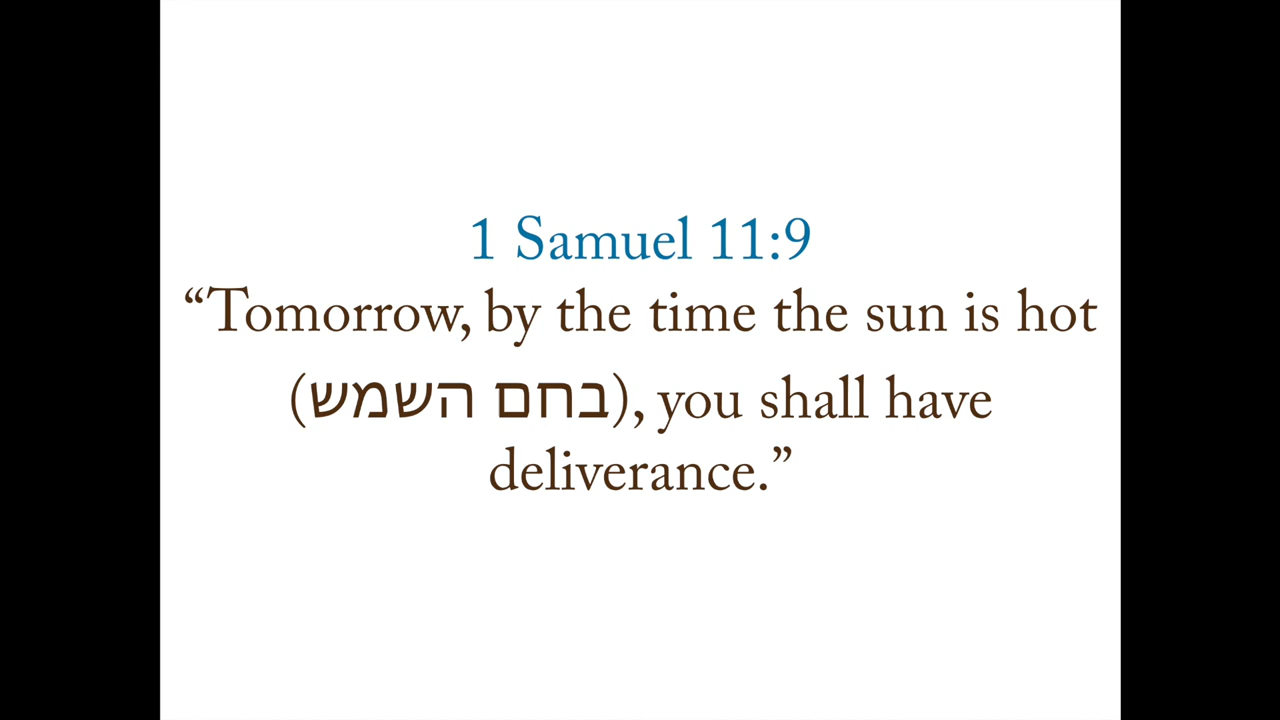 1 Samuel 11:9
“Tomorrow, by the time the sun is hot
(בחם השמש), you shall have
deliverance.”